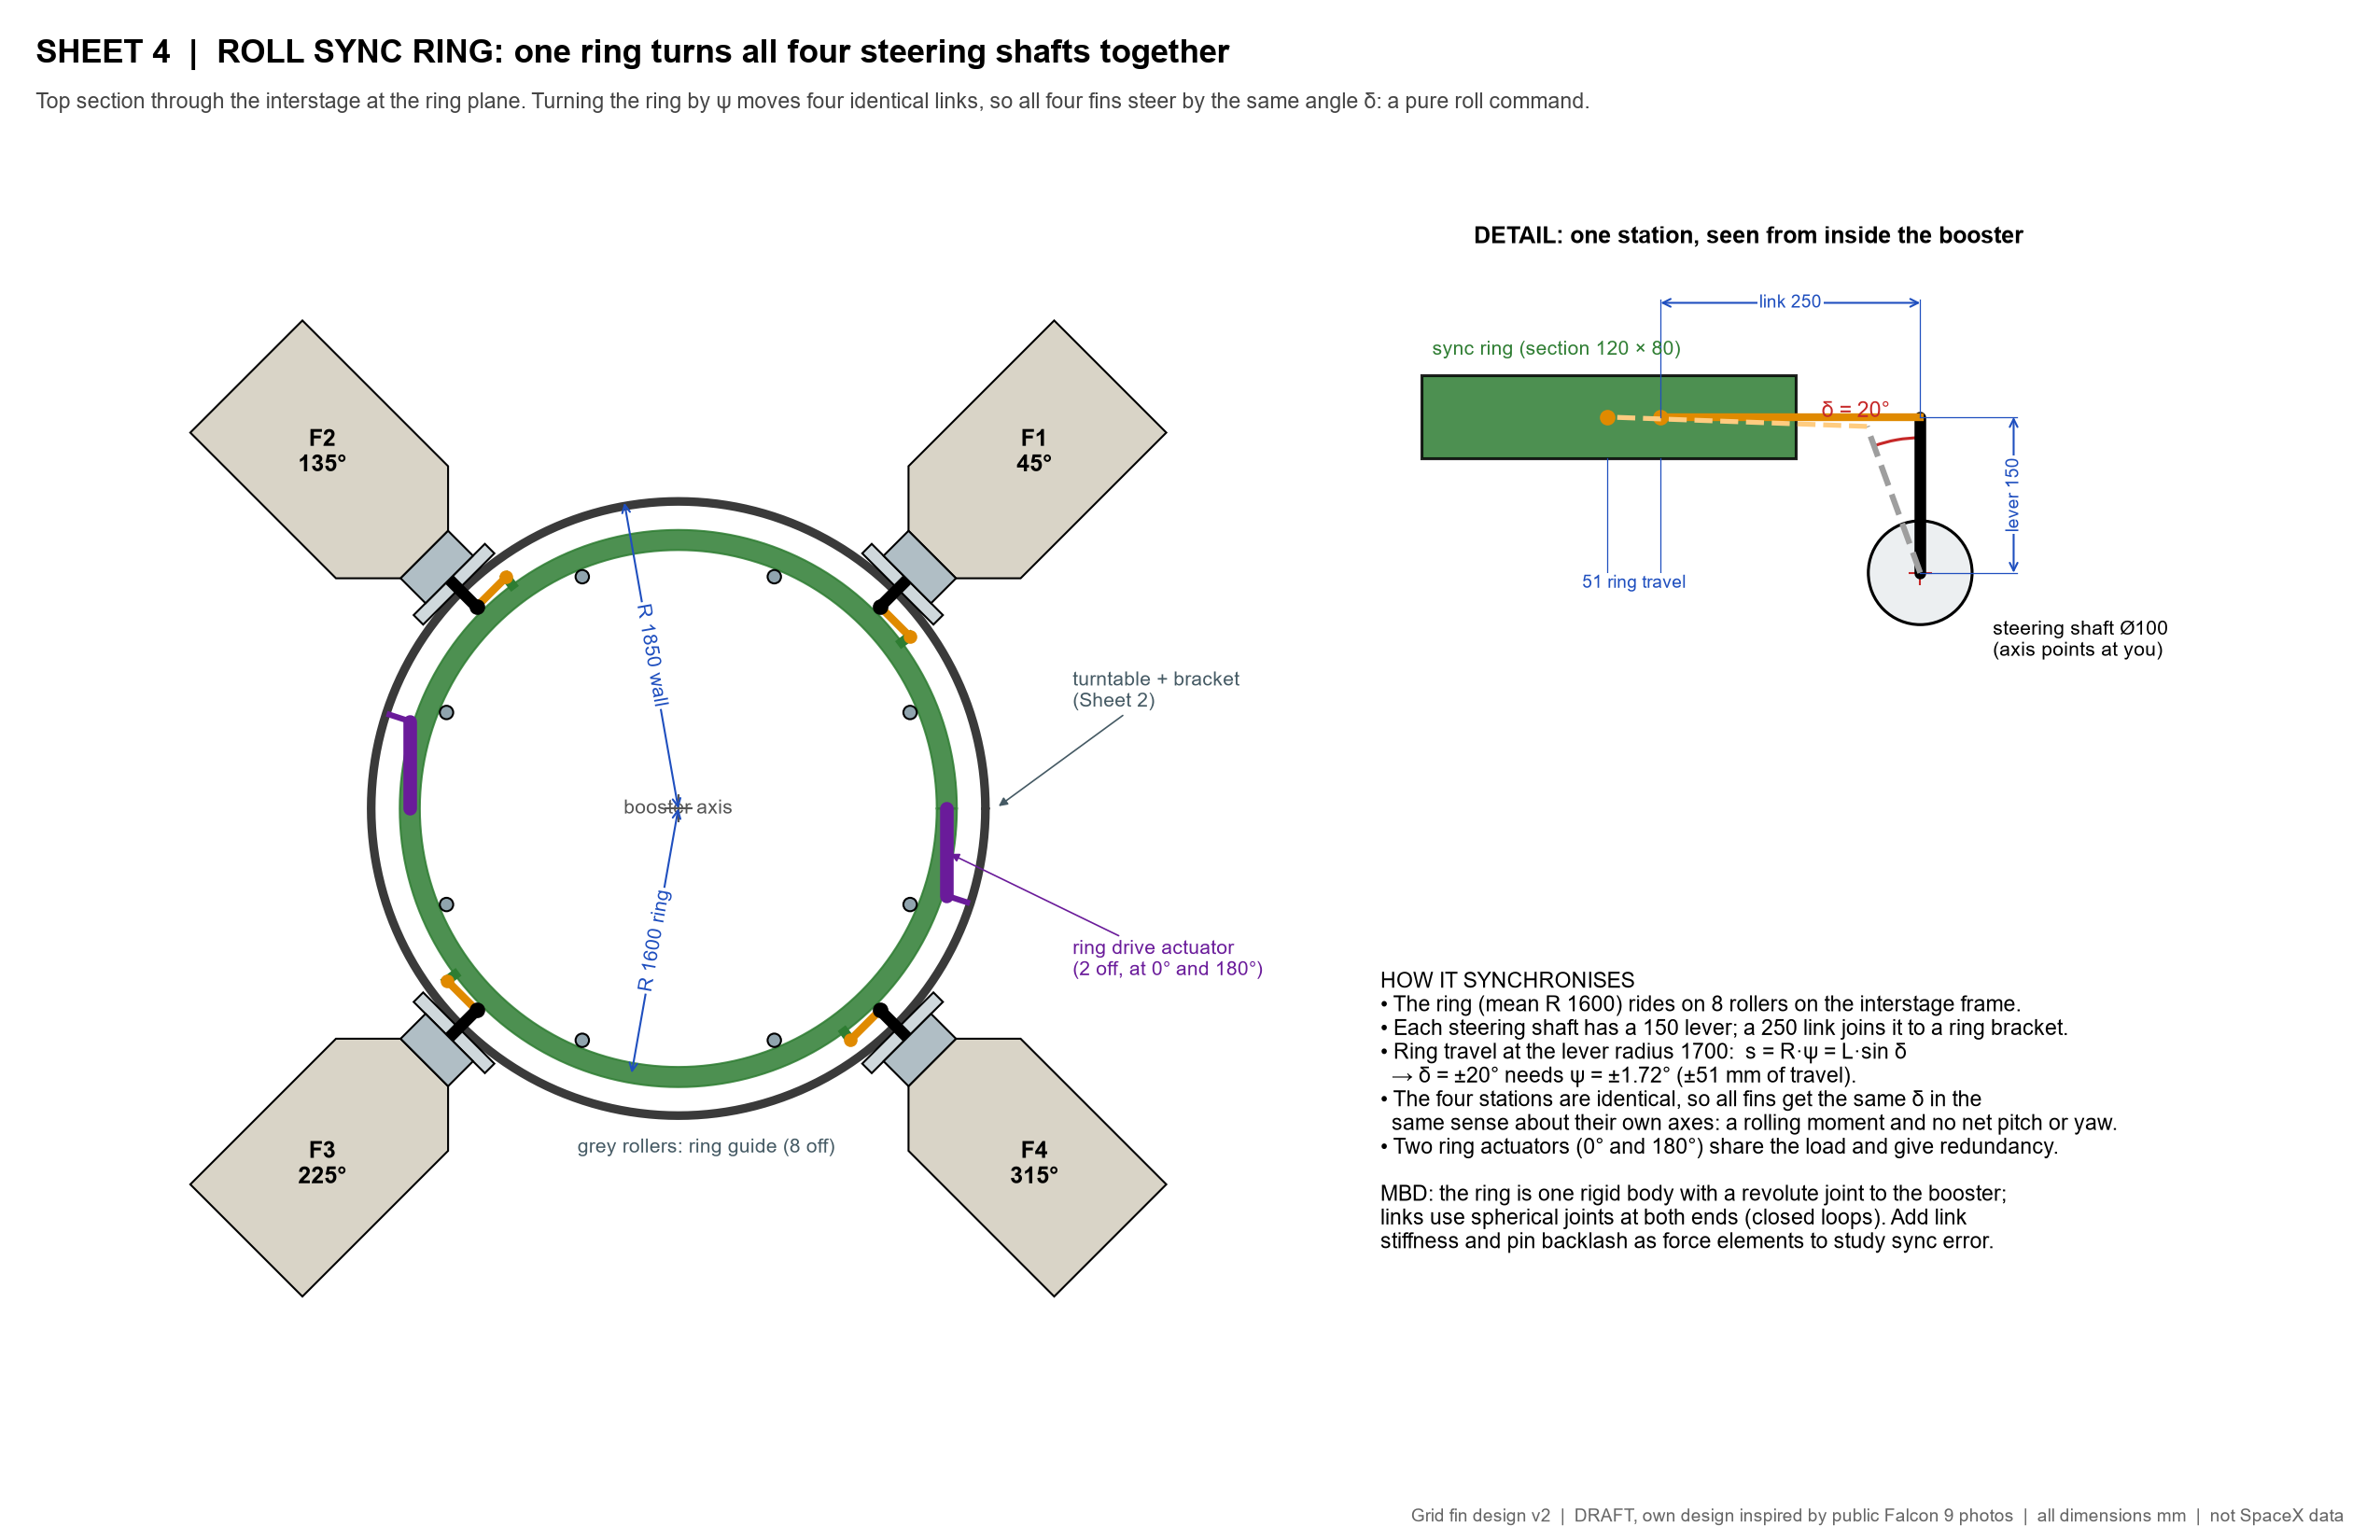 SHEET 4 | ROLL SYNC RING: one ring turns all four steering shafts together
Top section through the interstage at the ring plane. Turning the ring by ψ moves four identical links, so all four fins steer by the same angle δ: a pure roll command.
DETAIL: one station, seen from inside the booster
link 250
sync ring (section 120 × 80)
δ = 20°
lever 150
51 ring travel
steering shaft Ø100
(axis points at you)
F2
135°
F1
45°
R 1850 wall
turntable + bracket
(Sheet 2)
booster axis
R 1600 ring
ring drive actuator
(2 off, at 0° and 180°)
F3
225°
F4
315°
grey rollers: ring guide (8 off)
HOW IT SYNCHRONISES
• The ring (mean R 1600) rides on 8 rollers on the interstage frame.
• Each steering shaft has a 150 lever; a 250 link joins it to a ring bracket.
• Ring travel at the lever radius 1700: s = R·ψ = L·sin δ
→ δ = ±20° needs ψ = ±1.72° (±51 mm of travel).
• The four stations are identical, so all fins get the same δ in the
same sense about their own axes: a rolling moment and no net pitch or yaw.
• Two ring actuators (0° and 180°) share the load and give redundancy.
MBD: the ring is one rigid body with a revolute joint to the booster;
links use spherical joints at both ends (closed loops). Add link
stiffness and pin backlash as force elements to study sync error.
Grid fin design v2 | DRAFT, own design inspired by public Falcon 9 photos | all dimensions mm | not SpaceX data